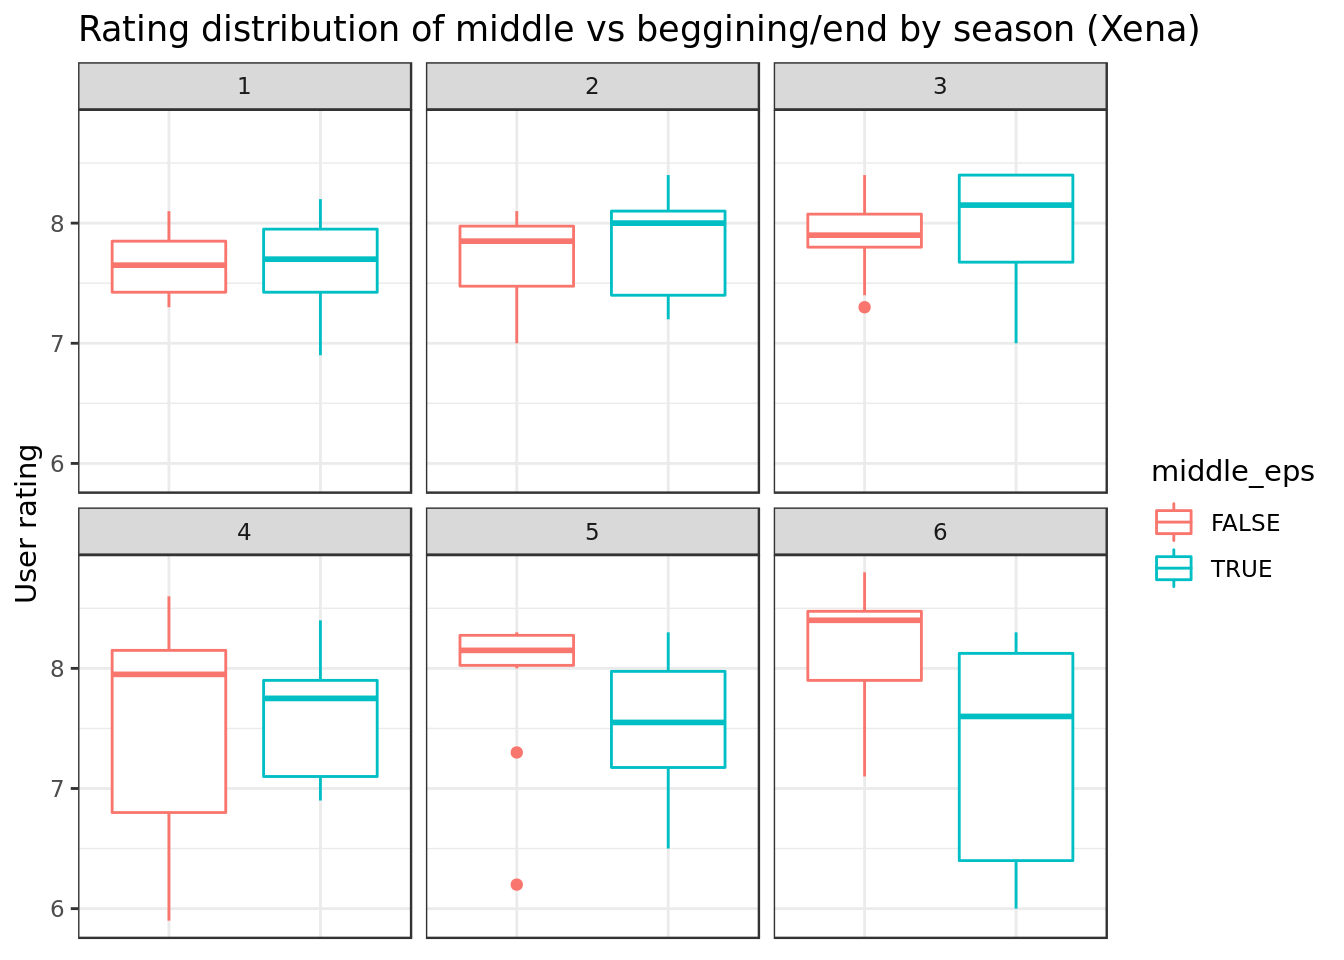 Rating distribution of middle vs beggining/end by season (Xena)
1 2 3
8
7
6
User rating
4 5 6
8
7
6
middle_eps
FALSE
TRUE